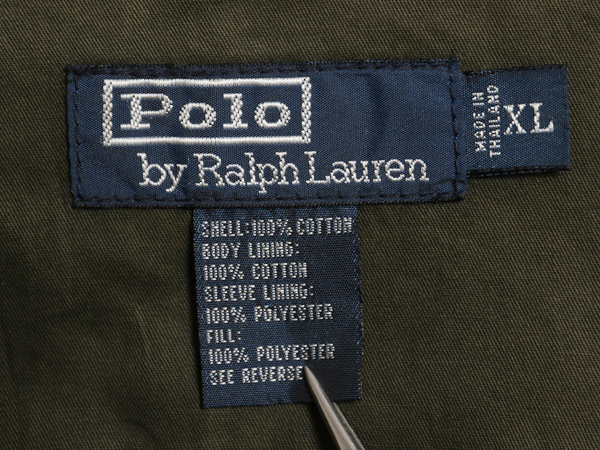 Polo
by Ralph Lauren
MADE IN
THAILAND
XL
SHELL:100% COTTON
BODY LINING:
100% COTTON
SLEEVE LINING:
100% POLYESTER
FILL:
100% POLYESTER
SEE REVERSE